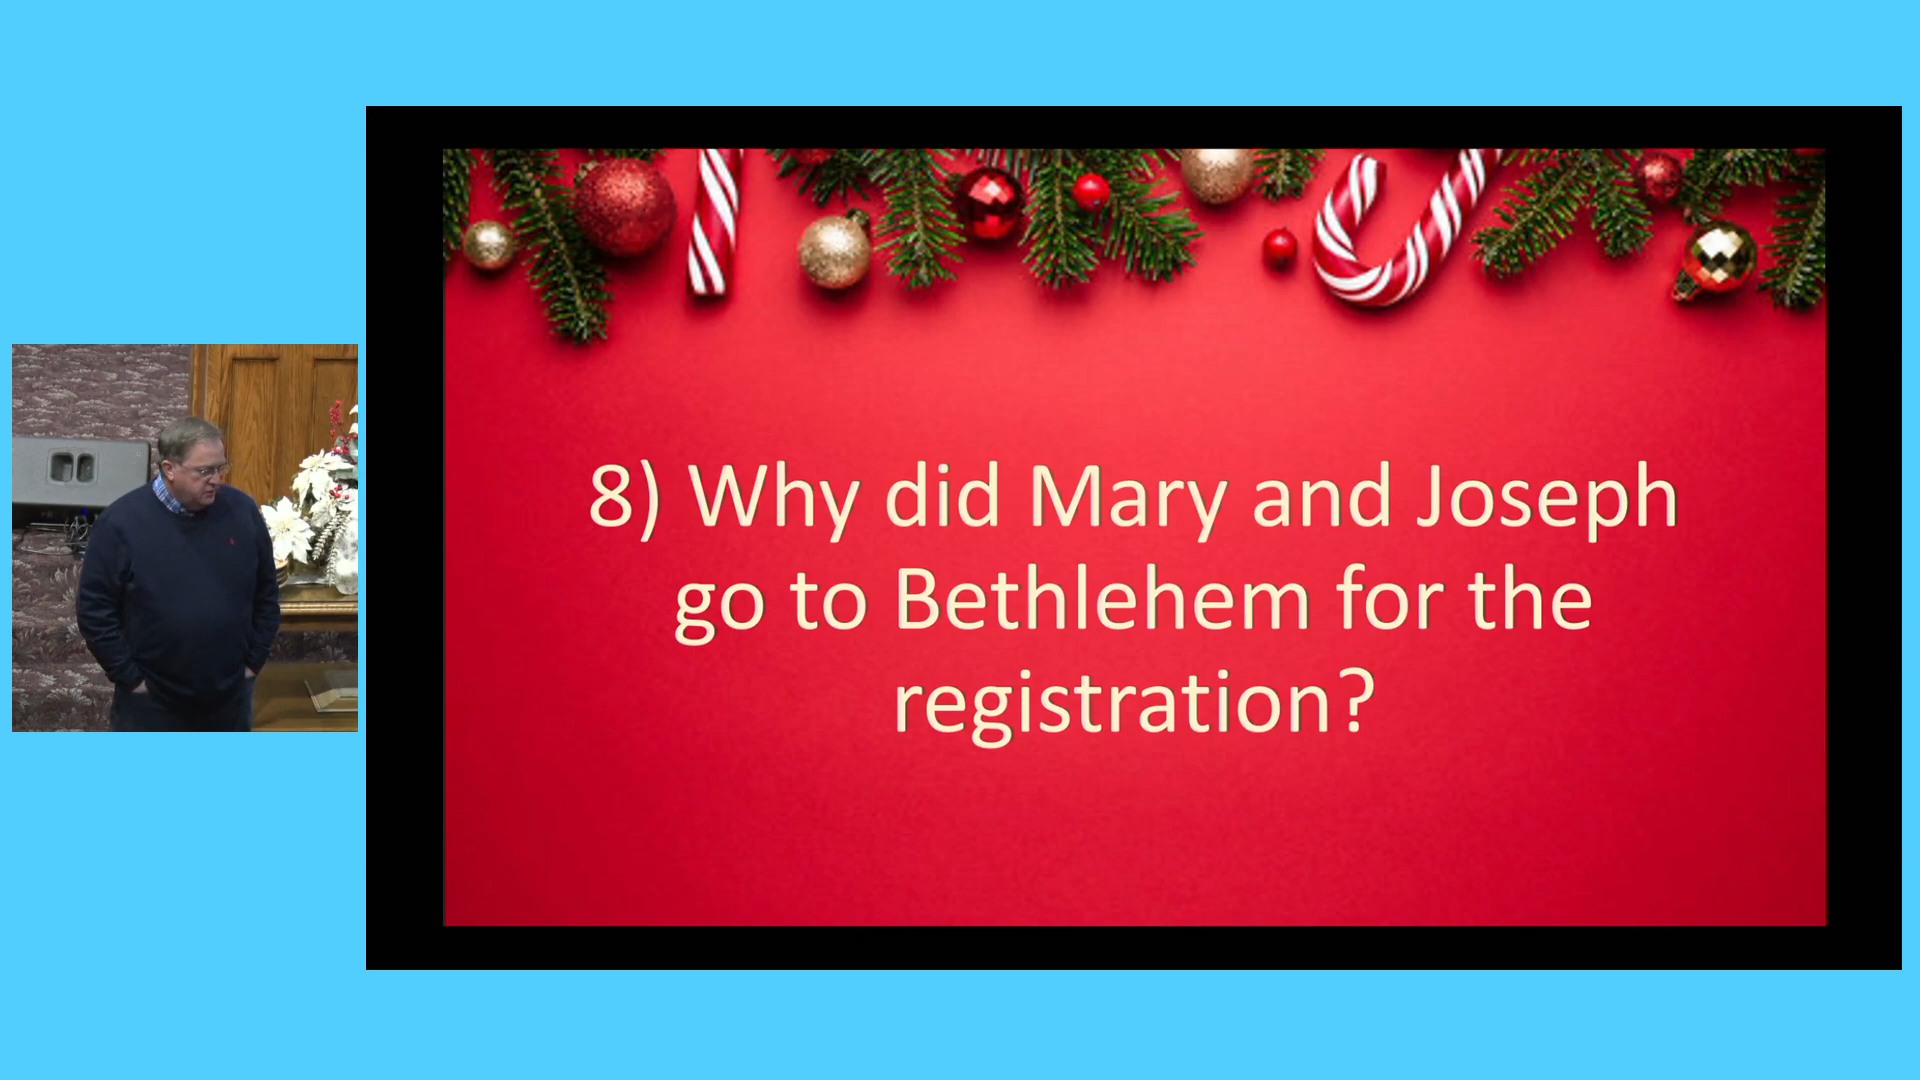 8) Why did Mary and Joseph
go to Bethlehem for the
registration?